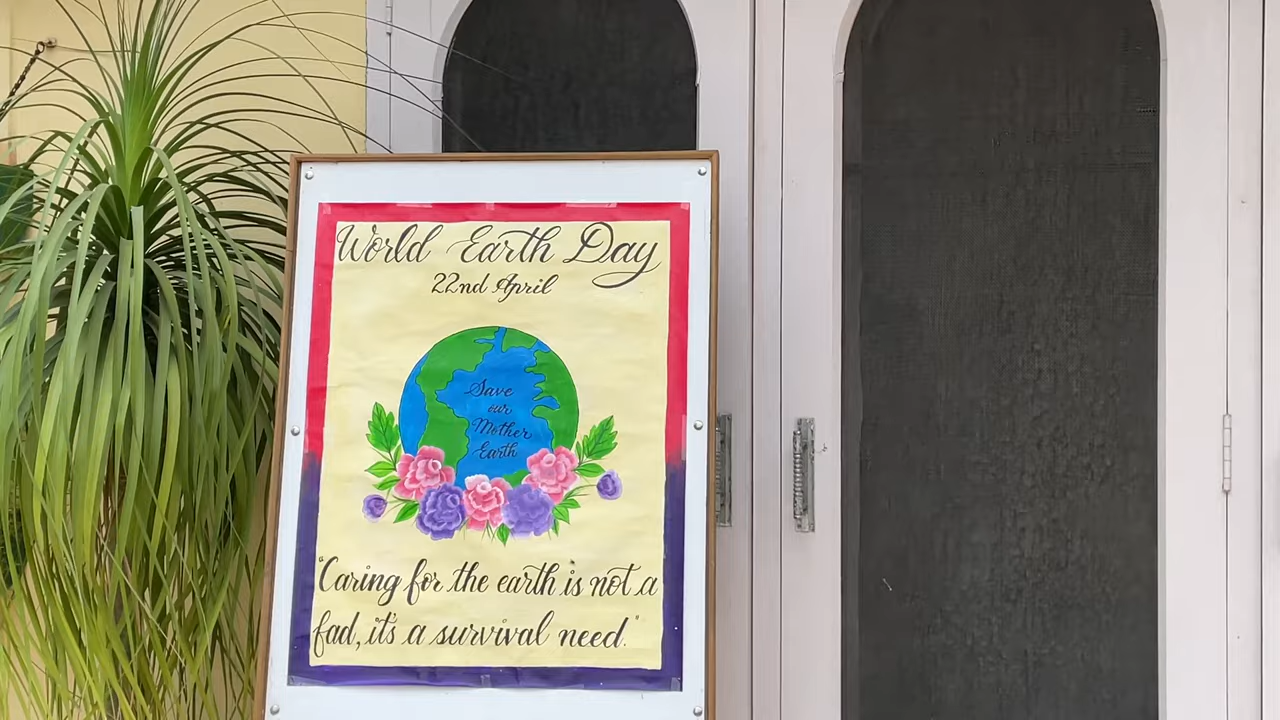 World Earth Day
22nd April
Save
our
Mother
Earth
"Caring for the earth is not a
fad, it's a survival need."